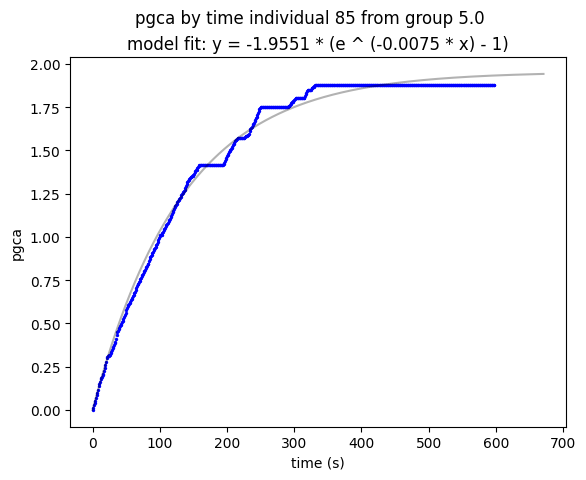 pgca by time individual 85 from group 5.0
model fit: y = -1.9551 * (e ^ (-0.0075 * x) - 1)
2.00
1.75
1.50
1.25
1.00
0.75
0.50
0.25
0.00
pgca
0 100 200 300 400 500 600 700
time (s)